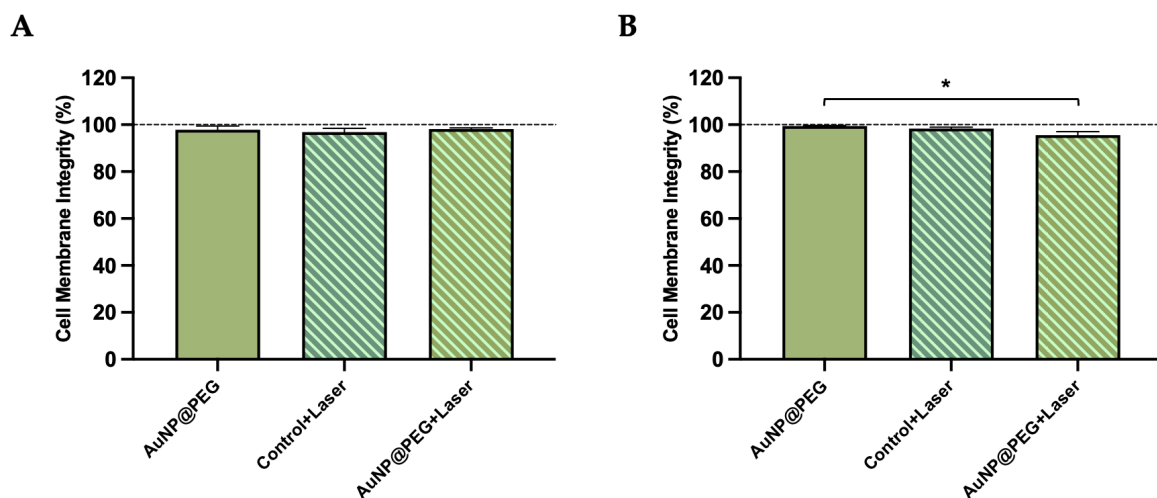 A
Cell Membrane Integrity (%)
120
100
80
60
40
20
0
AuNP@PEG
Control+Laser
AuNP@PEG+Laser
B
Cell Membrane Integrity (%)
120
100
80
60
40
20
0
*
AuNP@PEG
Control+Laser
AuNP@PEG+Laser